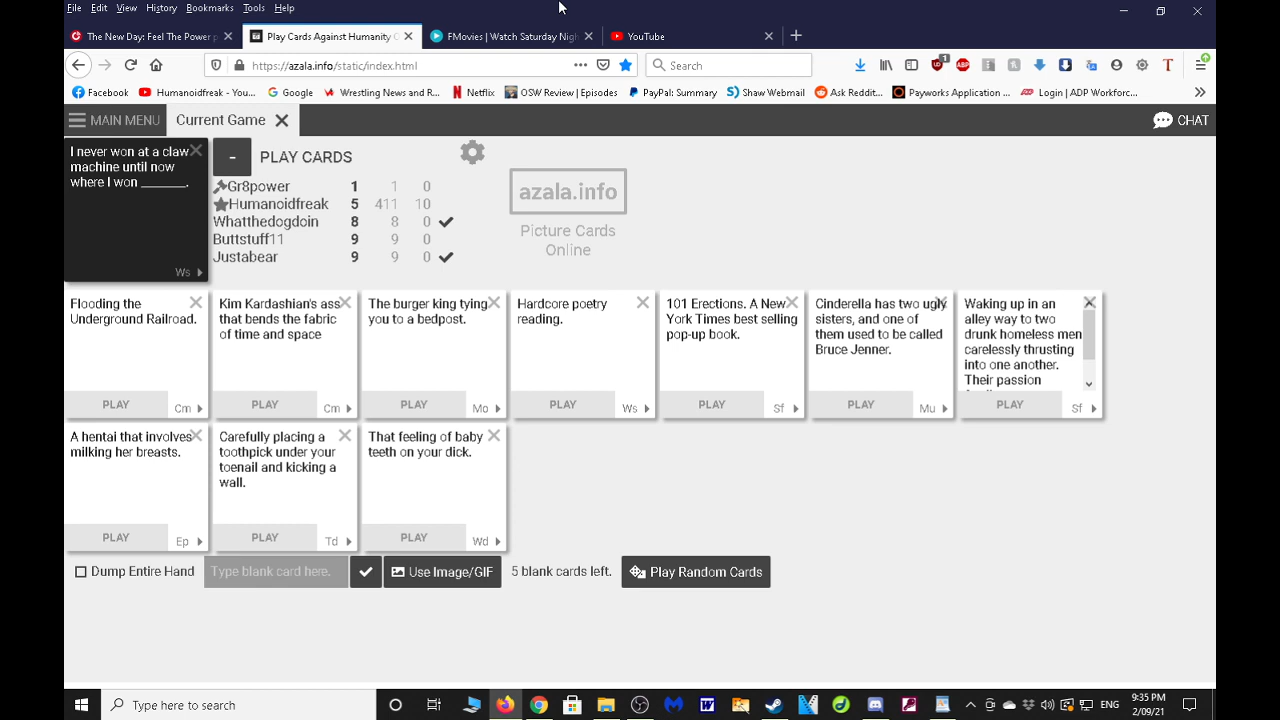 File Edit View History Bookmarks Tools Help
The New Day: Feel The Power
Play Cards Against Humanity
FMovies | Watch Saturday Nigh
YouTube
https://azala.info/static/index.html
Search
1
ABP
T
Facebook
Humanoidfreak - You...
Google
Wrestling News and R...
Netflix
OSW Review | Episodes
PayPal: Summary
Shaw Webmail
Ask Reddit...
Payworks Application ...
Login | ADP Workforc...
MAIN MENU
Current Game
CHAT
I never won at a claw
machine until now
where I won _______.
Ws
-
PLAY CARDS
Gr8power 1 1 0
Humanoidfreak 5 411 10
Whatthedogdoin 8 8 0
Buttstuff11 9 9 0
Justabear 9 9 0
azala.info
Picture Cards
Online
Flooding the
Underground Railroad.
PLAY
Cm
Kim Kardashian's ass
that bends the fabric
of time and space
PLAY
Cm
The burger king tying
you to a bedpost.
PLAY
Mo
Hardcore poetry
reading.
PLAY
Ws
101 Erections. A New
York Times best selling
pop-up book.
PLAY
Sf
Cinderella has two ugly
sisters, and one of
them used to be called
Bruce Jenner.
PLAY
Mu
Waking up in an
alley way to two
drunk homeless men
carelessly thrusting
into one another.
Their passion
PLAY
Sf
A hentai that involves
milking her breasts.
PLAY
Ep
Carefully placing a
toothpick under your
toenail and kicking a
wall.
PLAY
Td
That feeling of baby
teeth on your dick.
PLAY
Wd
Dump Entire Hand
Type blank card here.
Use Image/GIF
5 blank cards left.
Play Random Cards
Type here to search
ENG
9:35 PM
2/09/21